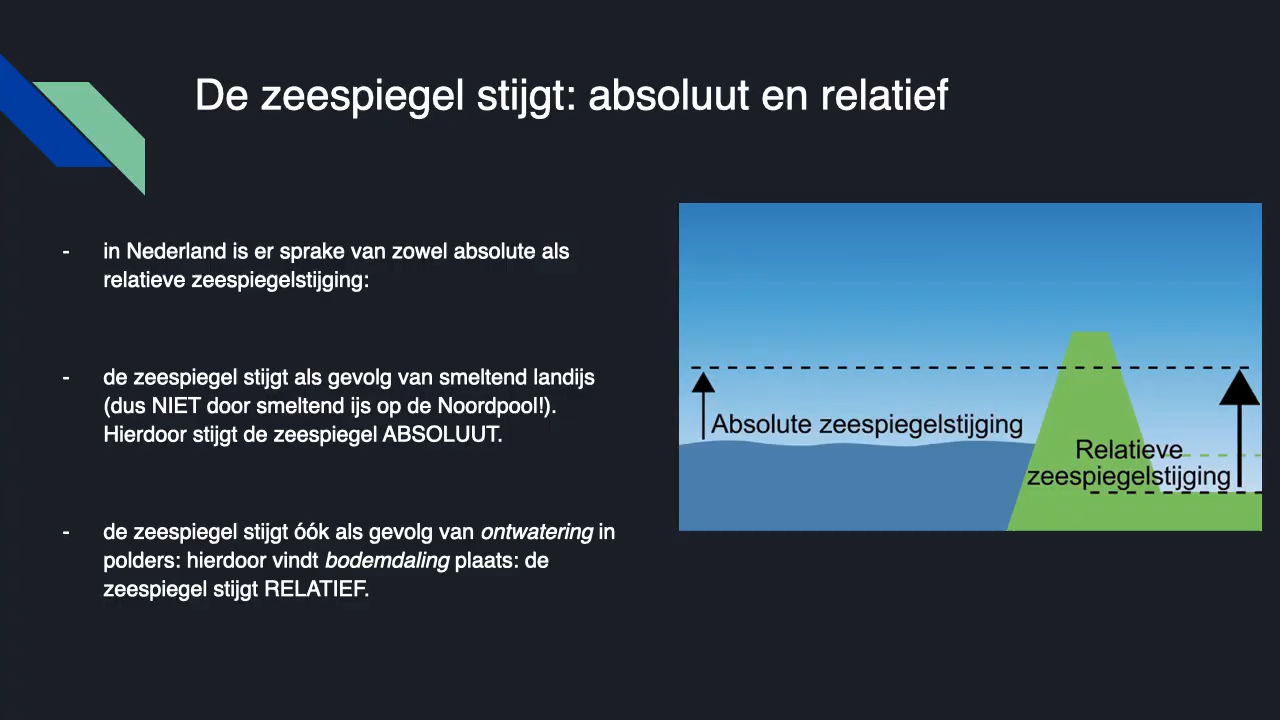 De zeespiegel stijgt: absoluut en relatief
- in Nederland is er sprake van zowel absolute als
relatieve zeespiegelstijging:
- de zeespiegel stijgt als gevolg van smeltend landijs
(dus NIET door smeltend ijs op de Noordpool!).
Hierdoor stijgt de zeespiegel ABSOLUUT.
- de zeespiegel stijgt óók als gevolg van ontwatering in
polders: hierdoor vindt bodemdaling plaats: de
zeespiegel stijgt RELATIEF.
Absolute zeespiegelstijging
Relatieve
zeespiegelstijging